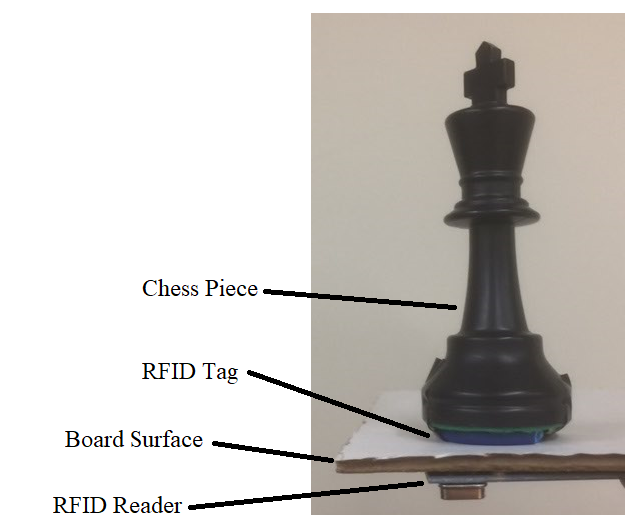 Chess Piece
RFID Tag
Board Surface
RFID Reader